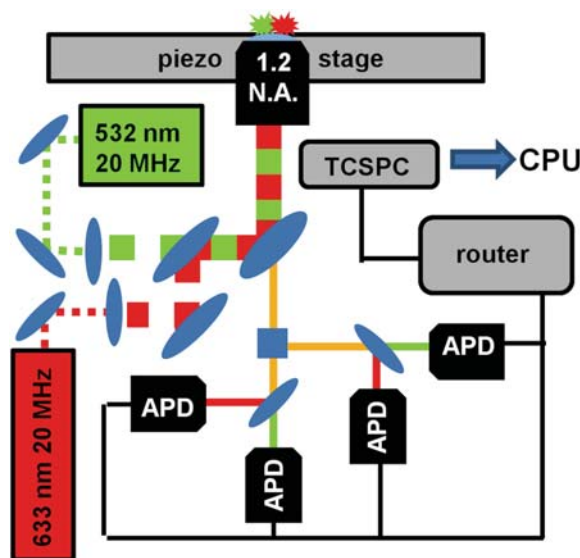 piezo
1.2
N.A.
stage
532 nm
20 MHz
TCSPC
CPU
router
APD
APD
APD
APD
633 nm 20 MHz